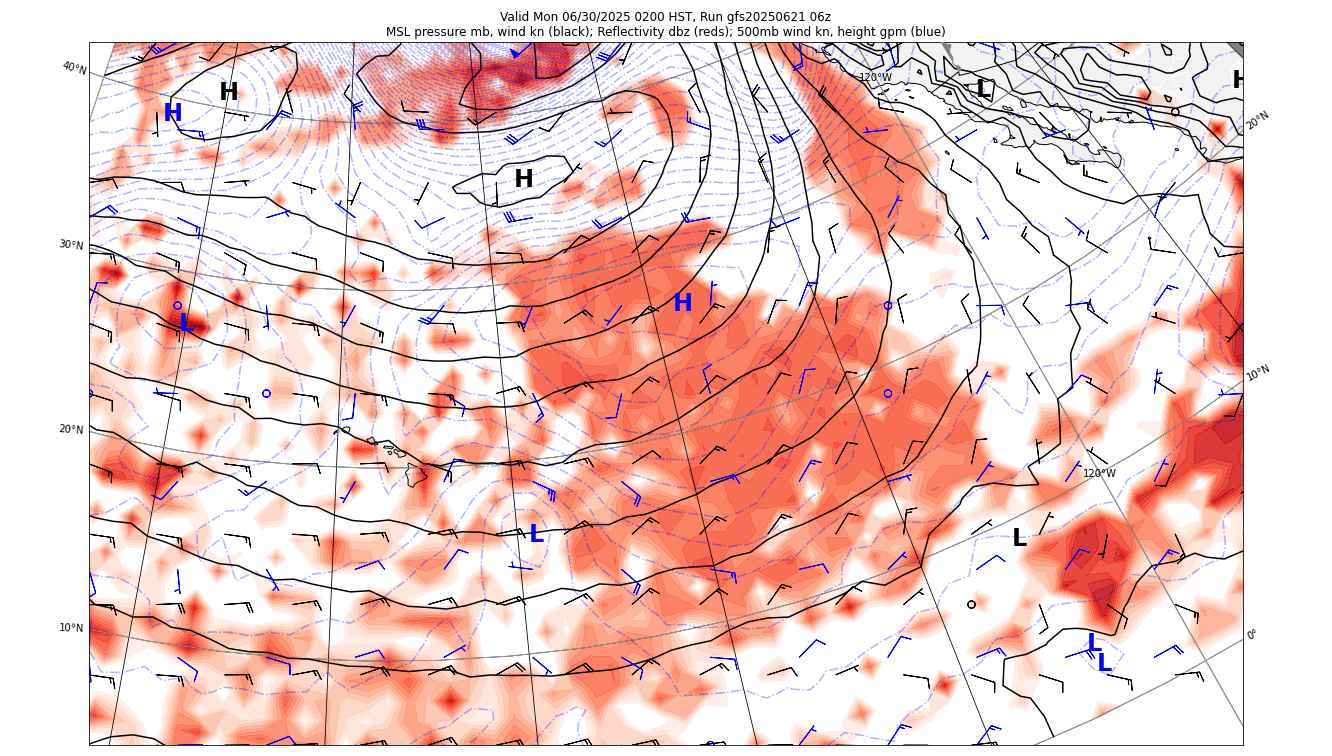 Valid Mon 06/30/2025 0200 HST, Run gfs20250621 06z
MSL pressure mb, wind kn (black); Reflectivity dbz (reds); 500mb wind kn, height gpm (blue)
40°N
120°W
H
L
H
H
20°N
H
30°N
H
L
10°N
20°N
120°W
L
L
10°N
0°
L
L